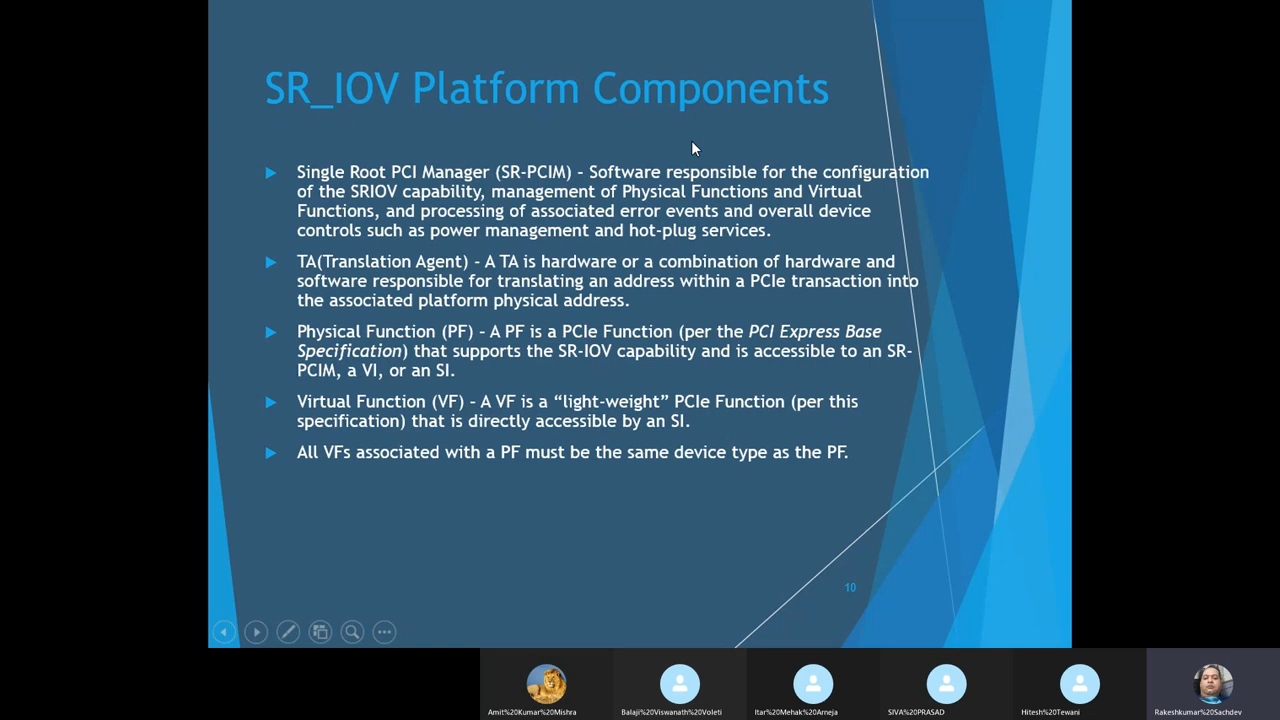 SR_IOV Platform Components
Single Root PCI Manager (SR-PCIM) - Software responsible for the configuration
of the SRIOV capability, management of Physical Functions and Virtual
Functions, and processing of associated error events and overall device
controls such as power management and hot-plug services.
TA(Translation Agent) - A TA is hardware or a combination of hardware and
software responsible for translating an address within a PCIe transaction into
the associated platform physical address.
Physical Function (PF) - A PF is a PCIe Function (per the PCI Express Base
Specification) that supports the SR-IOV capability and is accessible to an SR-
PCIM, a VI, or an SI.
Virtual Function (VF) - A VF is a “light-weight” PCIe Function (per this
specification) that is directly accessible by an SI.
All VFs associated with a PF must be the same device type as the PF.
10
Amit%20Kumar%20Mishra
Balaji%20Viswanath%20Voleti
Itar%20Mehak%20Arneja
SIVA%20PRASAD
Hitesh%20Tewani
Rakeshkumar%20Sachdev